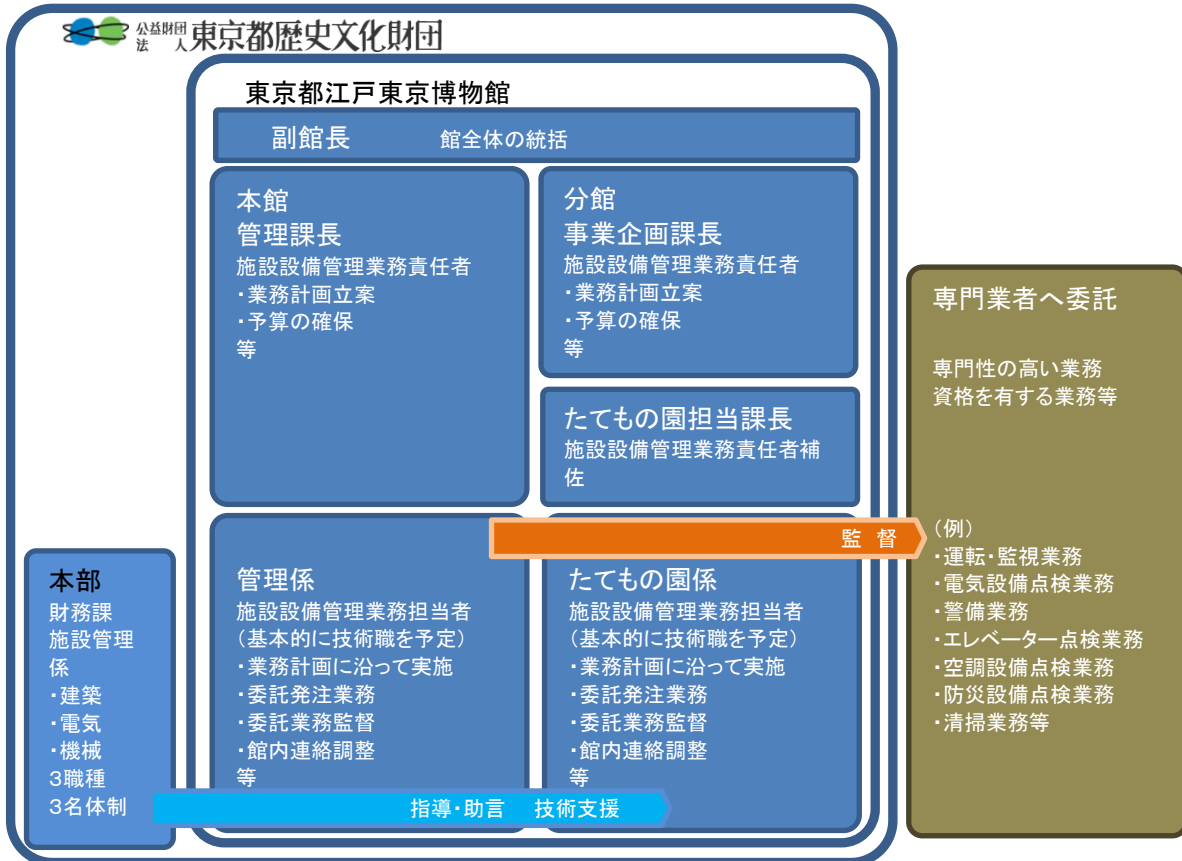 公益財団
法 人
東京都歴史文化財団
東京都江戸東京博物館
副館長 館全体の統括
本館
管理課長
施設設備管理業務責任者
・業務計画立案
・予算の確保
等
分館
事業企画課長
施設設備管理業務責任者
・業務計画立案
・予算の確保
等
たてもの園担当課長
施設設備管理業務責任者補
佐
監 督
管理係
施設設備管理業務担当者
(基本的に技術職を予定)
・業務計画に沿って実施
・委託発注業務
・委託業務監督
・館内連絡調整
等
たてもの園係
施設設備管理業務担当者
(基本的に技術職を予定)
・業務計画に沿って実施
・委託発注業務
・委託業務監督
・館内連絡調整
等
本部
財務課
施設管理
係
・建築
・電気
・機械
3職種
3名体制
指導・助言 技術支援
専門業者へ委託
専門性の高い業務
資格を有する業務等
(例)
・運転・監視業務
・電気設備点検業務
・警備業務
・エレベーター点検業務
・空調設備点検業務
・防災設備点検業務
・清掃業務等